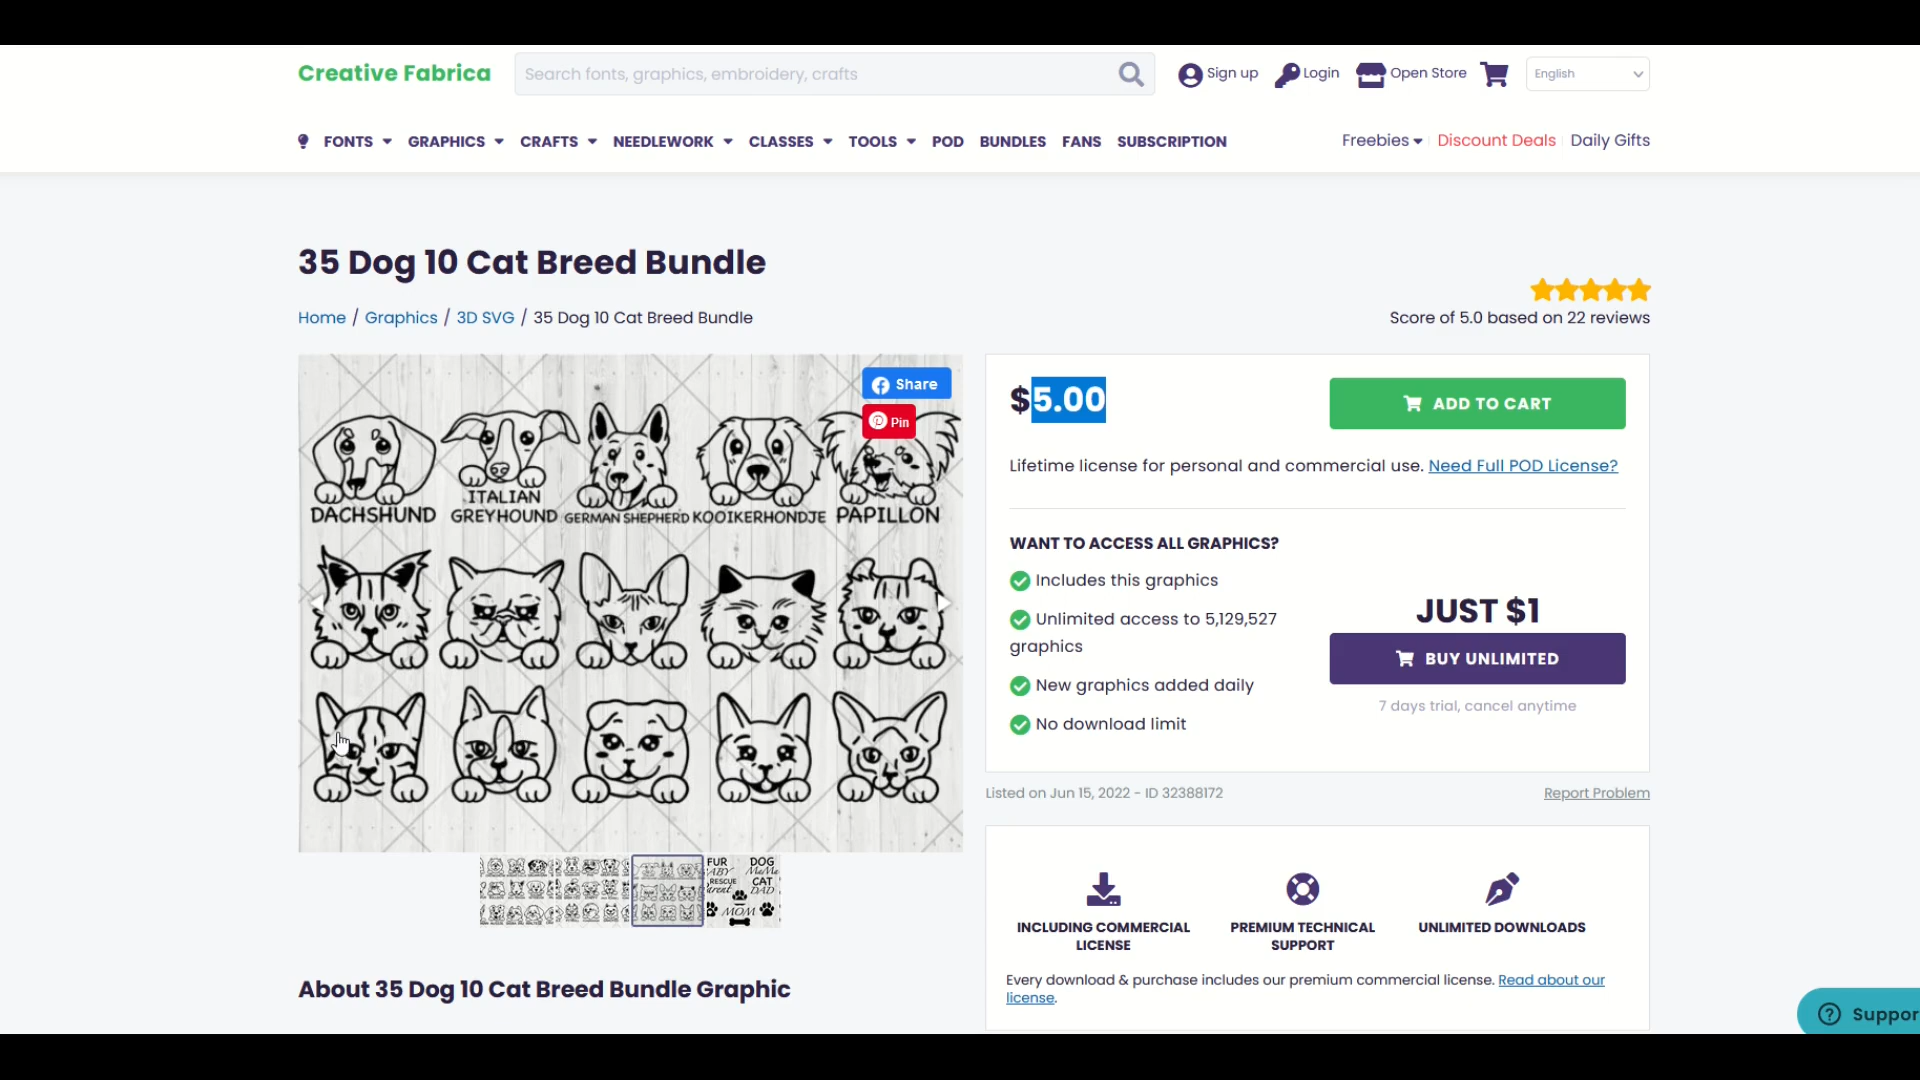 Creative Fabrica
Search fonts, graphics, embroidery, crafts
Sign up
Login
Open Store
English
FONTS
GRAPHICS
CRAFTS
NEEDLEWORK
CLASSES
TOOLS
POD
BUNDLES
FANS
SUBSCRIPTION
Freebies
Discount Deals
Daily Gifts
35 Dog 10 Cat Breed Bundle
Home / Graphics / 3D SVG / 35 Dog 10 Cat Breed Bundle
Score of 5.0 based on 22 reviews
Share
Pin
DACHSHUND
ITALIAN
GREYHOUND
GERMAN SHEPHERD
KOOIKERHONDJE
PAPILLON
FUR
DOG
RESCUE
CAT
DAD
MOM
About 35 Dog 10 Cat Breed Bundle Graphic
$5.00
ADD TO CART
Lifetime license for personal and commercial use. Need Full POD License?
WANT TO ACCESS ALL GRAPHICS?
Includes this graphics
Unlimited access to 5,129,527
graphics
New graphics added daily
No download limit
JUST $1
BUY UNLIMITED
7 days trial, cancel anytime
Listed on Jun 15, 2022 - ID 32388172
Report Problem
INCLUDING COMMERCIAL
LICENSE
PREMIUM TECHNICAL
SUPPORT
UNLIMITED DOWNLOADS
Every download & purchase includes our premium commercial license. Read about our
license.
Suppor